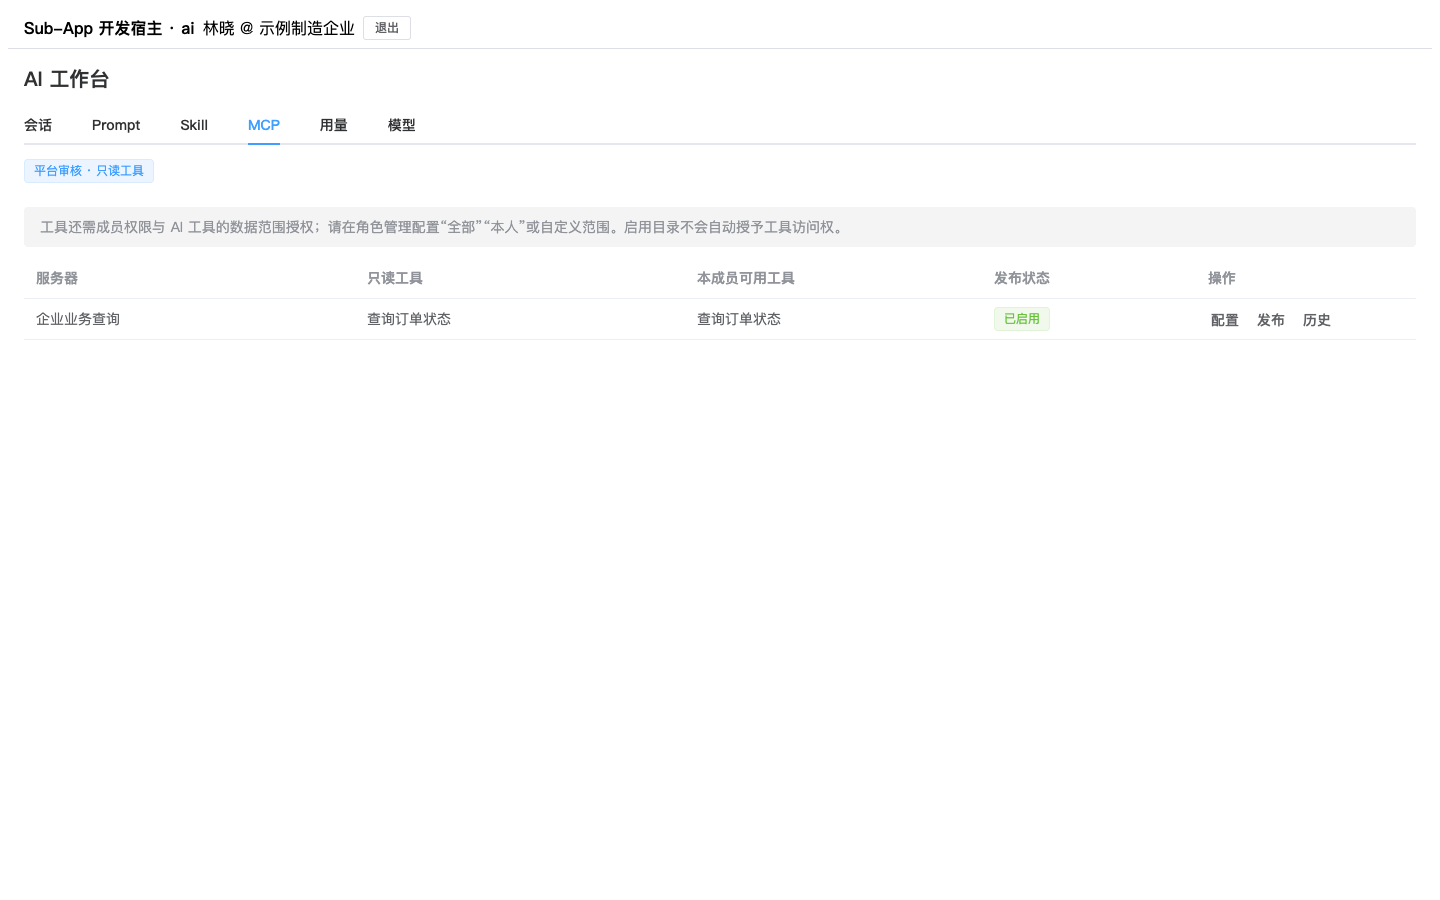 Sub-App 开发宿主 · ai 林晓 @ 示例制造企业 退出
AI 工作台
会话 Prompt Skill MCP 用量 模型
平台审核 · 只读工具
工具还需成员权限与 AI 工具的数据范围授权；请在角色管理配置“全部”“本人”或自定义范围。启用目录不会自动授予工具访问权。
服务器 只读工具 本成员可用工具 发布状态 操作
企业业务查询 查询订单状态 查询订单状态 已启用 配置 发布 历史